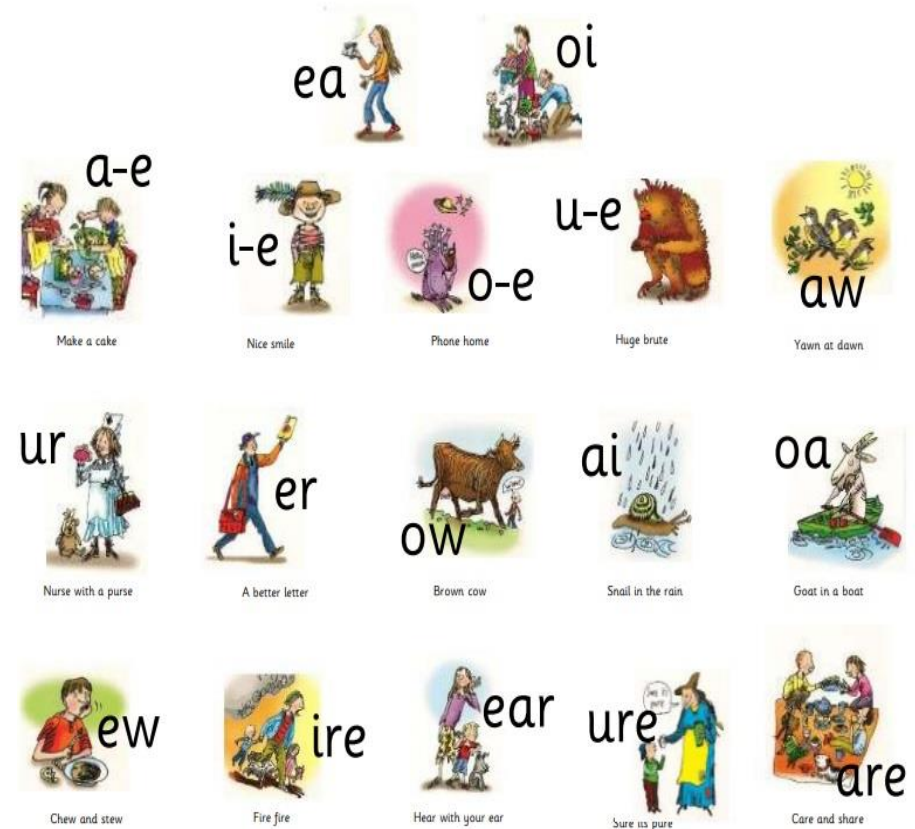 ea
oi
a-e
i-e
o-e
u-e
aw
Make a cake
Nice smile
Phone home
Huge brute
Yawn at dawn
ur
er
ow
ai
oa
Nurse with a purse
A better letter
Brown cow
Snail in the rain
Goat in a boat
ew
ire
ear
ure
are
Chew and stew
Fire fire
Hear with your ear
Sure its pure
Care and share